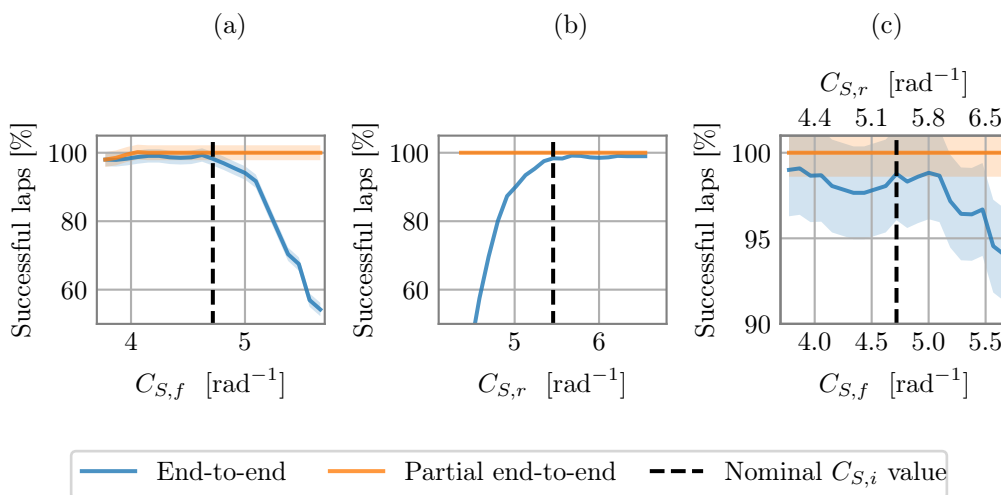 (a)
(b)
(c)
C_{S,r} [rad⁻¹]
4.4 5.1 5.8 6.5
Successful laps [%]
100
80
60
4 5
C_{S,f} [rad⁻¹]
Successful laps [%]
100
80
60
5 6
C_{S,r} [rad⁻¹]
Successful laps [%]
100
95
90
4.0 4.5 5.0 5.5
C_{S,f} [rad⁻¹]
End-to-end
Partial end-to-end
Nominal C_{S,i} value